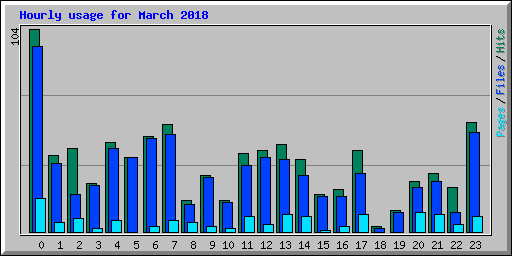 Hourly usage for March 2018
104
Pages / Files / Hits
0 1 2 3 4 5 6 7 8 9 10 11 12 13 14 15 16 17 18 19 20 21 22 23